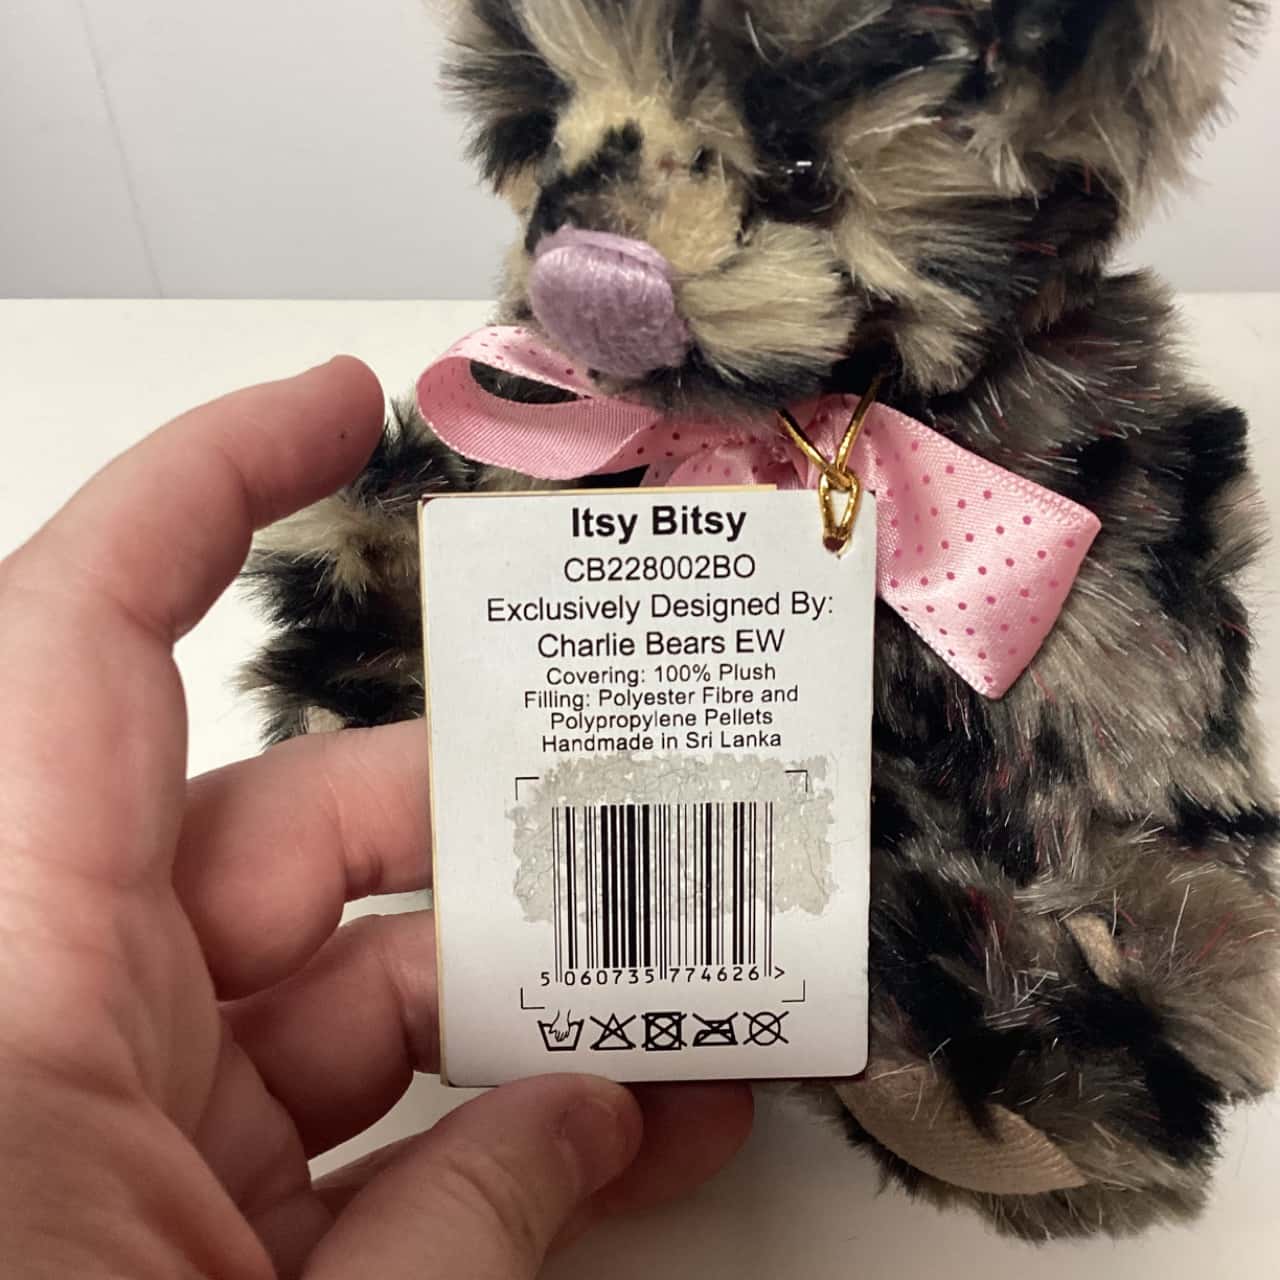 Itsy Bitsy
CB228002BO
Exclusively Designed By:
Charlie Bears EW
Covering: 100% Plush
Filling: Polyester Fibre and
Polypropylene Pellets
Handmade in Sri Lanka
5 060735 774626 >